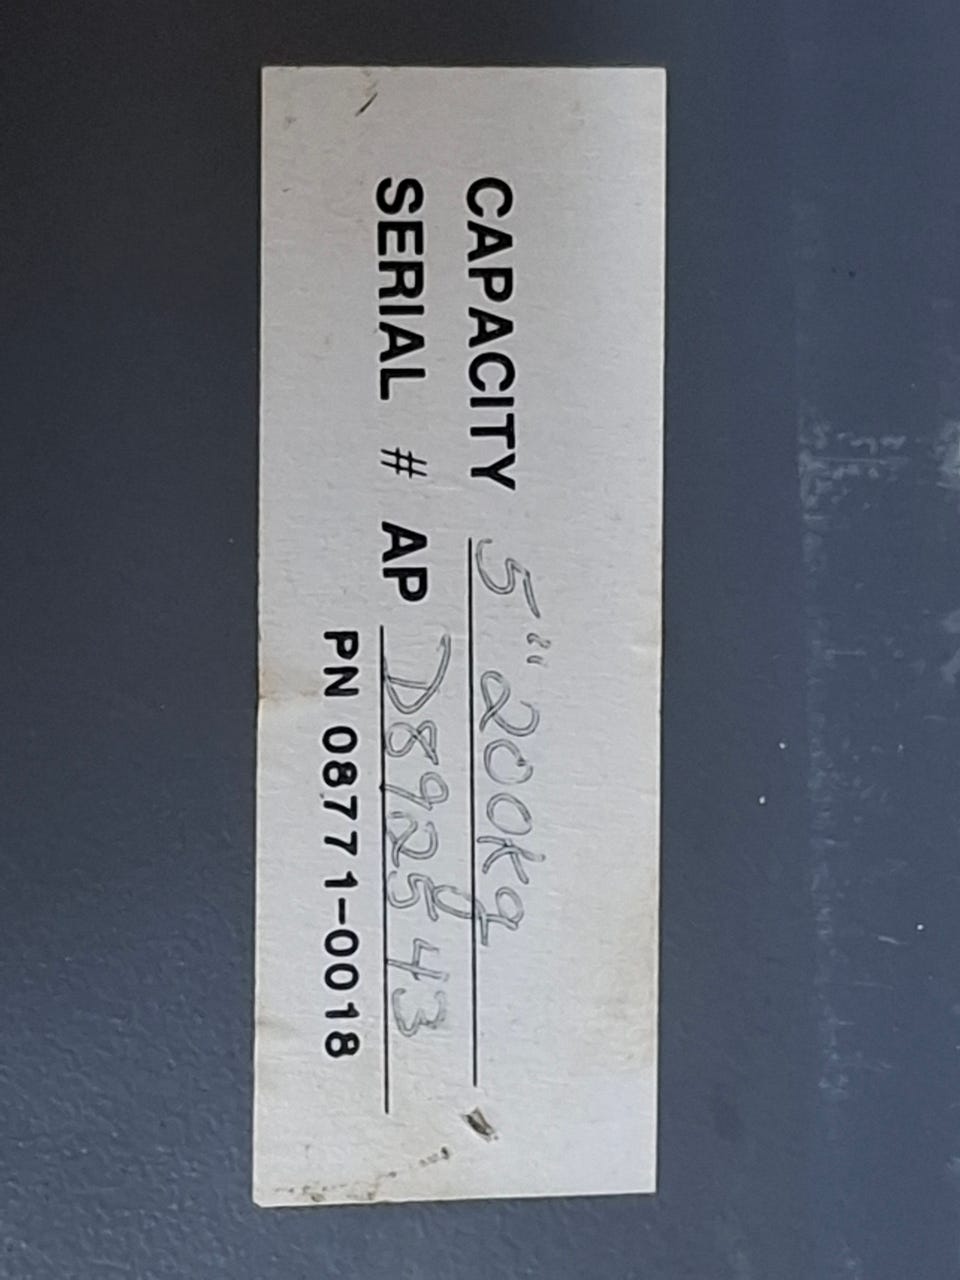 CAPACITY 5" 200kg
SERIAL # AP D892543
PN 08771-0018